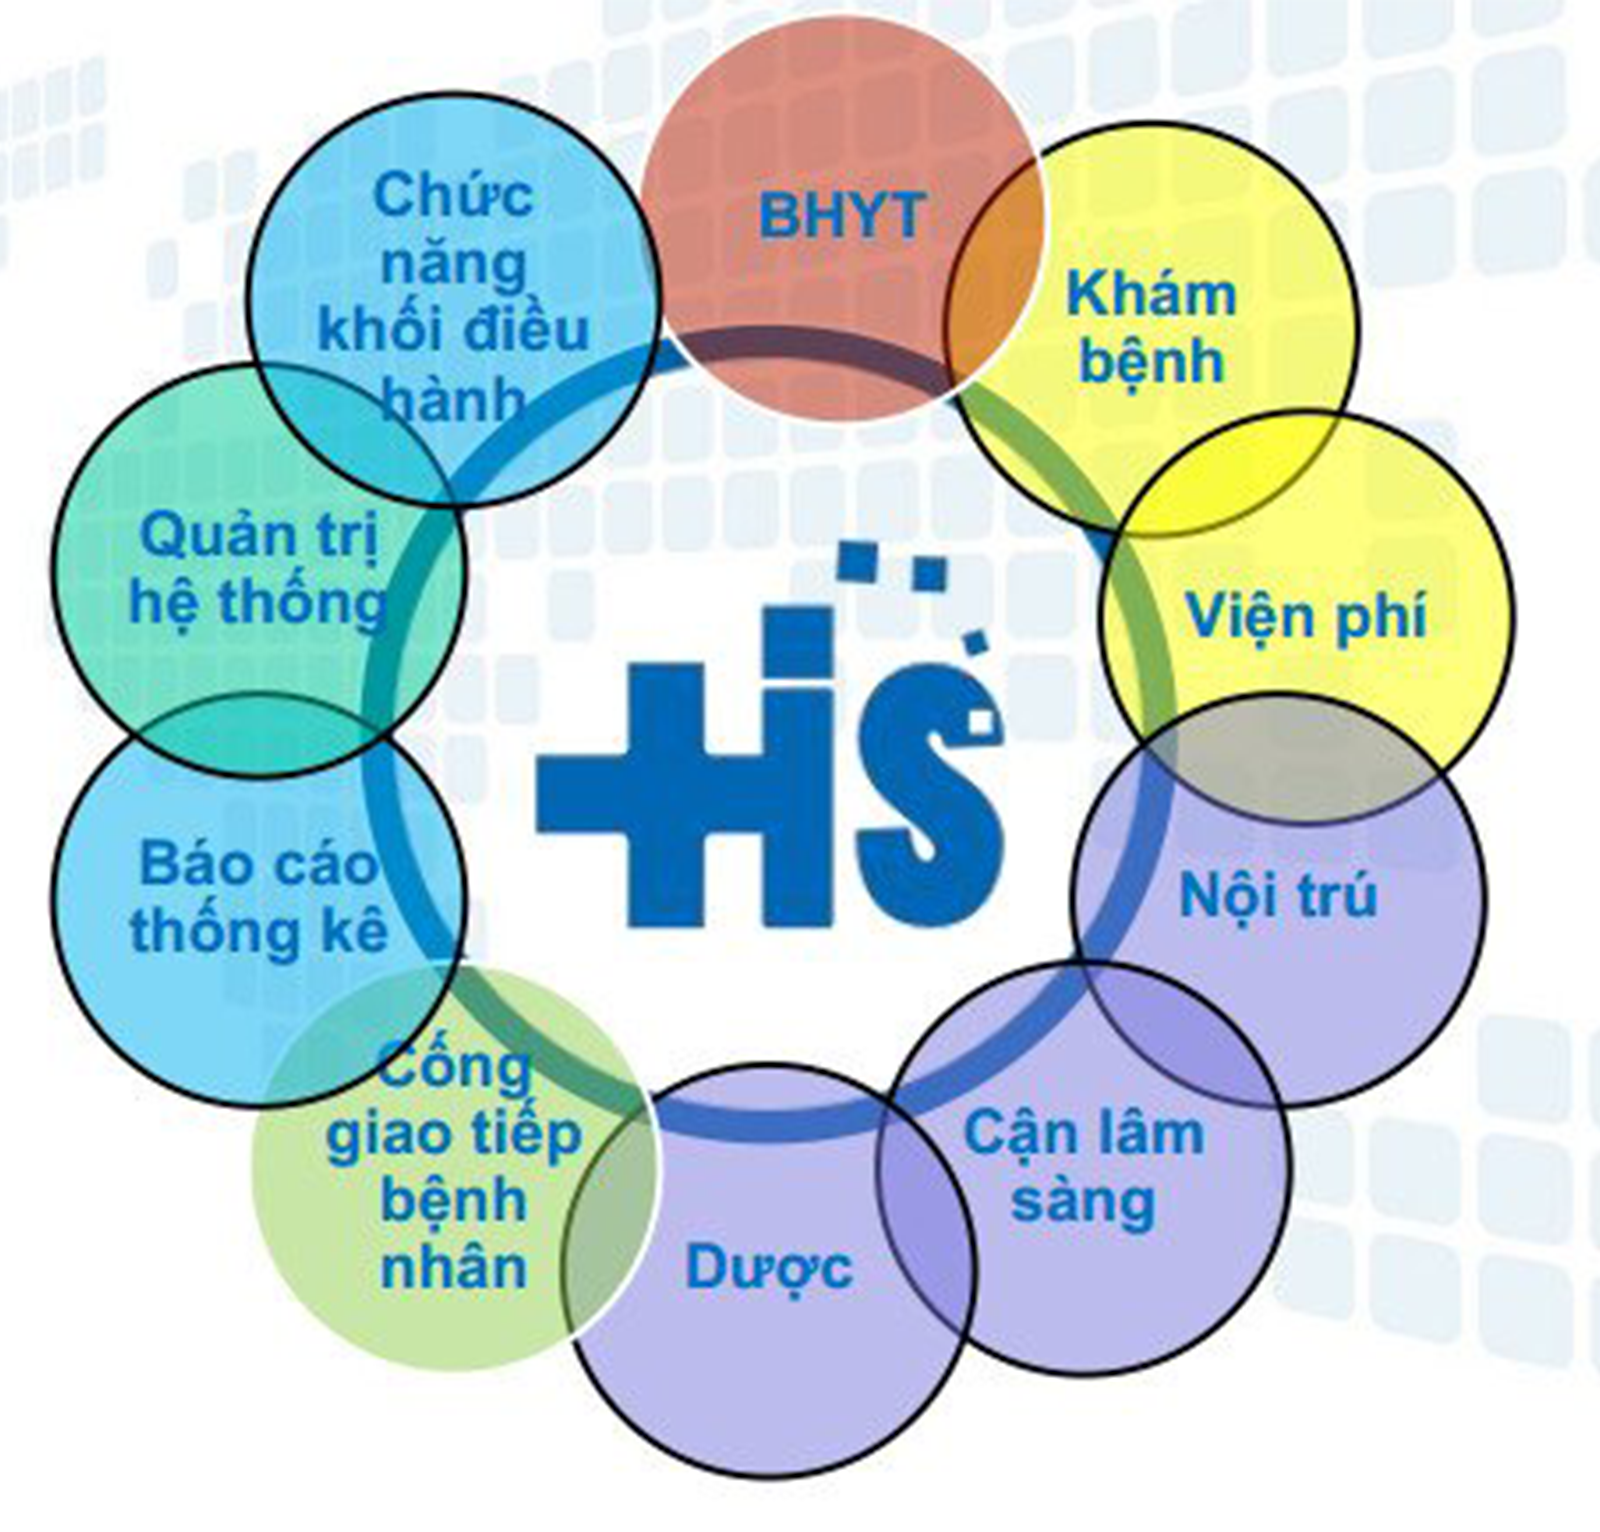 BHYT
Khám
bệnh
Viện phí
Nội trú
Cận lâm
sàng
Dược
Cống
giao tiếp
bệnh
nhân
Báo cáo
thống kê
Quản trị
hệ thống
Chức
năng
khối điều
hành
HiS